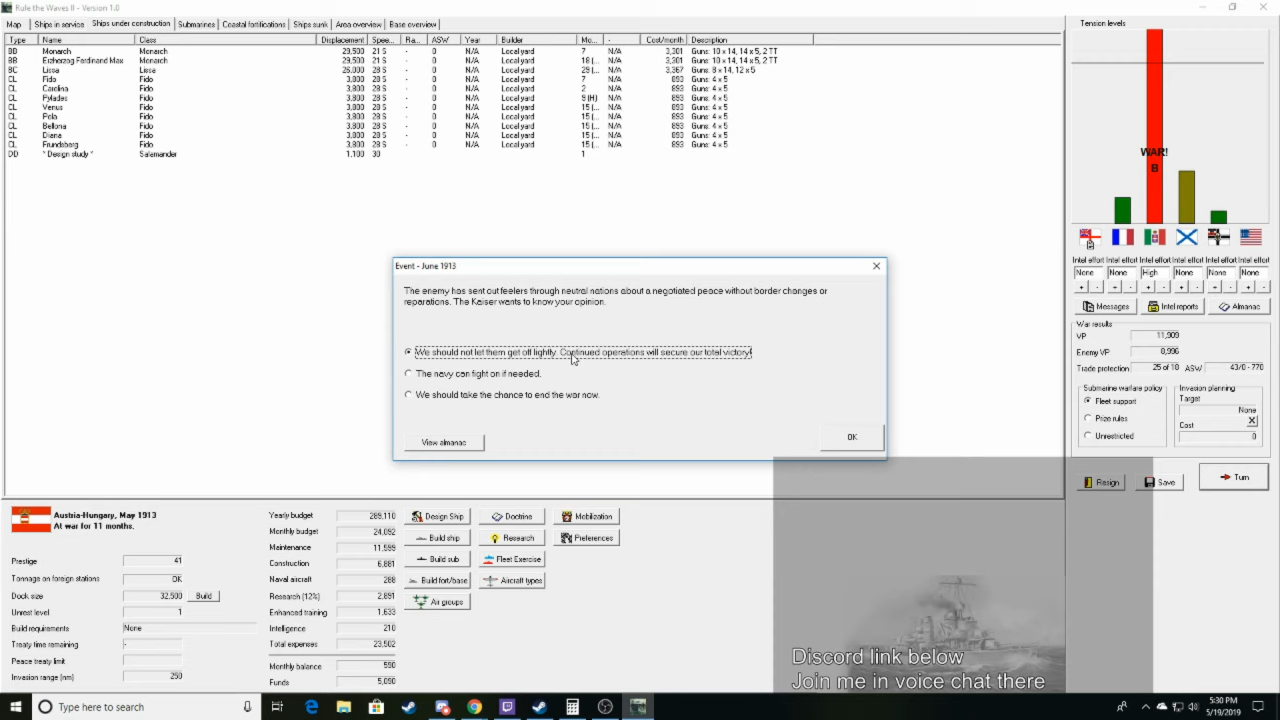 Rule the Waves II - Version 1.0
Map Ships in service Ships under construction Submarines Coastal fortifications Ships sunk Area overview Base overview
Type Name Class Displacement Spee... Ra... ASW Year Builder Mo... - Cost/month Description
BB Monarch Monarch 29,500 21 S - 0 N/A Local yard 7 N/A 3,301 Guns: 10 x 14, 14 x 5, 2 TT
BB Erzherzog Ferdinand Max Monarch 29,500 21 S - 0 N/A Local yard 18 (... N/A 3,301 Guns: 10 x 14, 14 x 5, 2 TT
BC Lissa Lissa 26,000 28 S - 0 N/A Local yard 29 (... N/A 3,367 Guns: 8 x 14, 12 x 5
CL Fido Fido 3,800 28 S - 0 N/A Local yard 7 N/A 893 Guns: 4 x 5
CL Carolina Fido 3,800 28 S - 0 N/A Local yard 2 N/A 893 Guns: 4 x 5
CL Pylades Fido 3,800 28 S - 0 N/A Local yard 9 (H) N/A 893 Guns: 4 x 5
CL Venus Fido 3,800 28 S - 0 N/A Local yard 15 (... N/A 893 Guns: 4 x 5
CL Pola Fido 3,800 28 S - 0 N/A Local yard 15 (... N/A 893 Guns: 4 x 5
CL Bellona Fido 3,800 28 S - 0 N/A Local yard 15 (... N/A 893 Guns: 4 x 5
CL Diana Fido 3,800 28 S - 0 N/A Local yard 15 (... N/A 893 Guns: 4 x 5
CL Frundsberg Fido 3,800 28 S - 0 N/A Local yard 15 (... N/A 893 Guns: 4 x 5
DD " Design study " Salamander 1,100 30 1
Tension levels
WAR!
B
Intel effort Intel effort Intel effort Intel effort Intel effort Intel effort
None None High None None None
+ - + - + - + - + - + -
Messages Intel reports Almanac
War results
VP 11,909
Enemy VP 8,996
Trade protection 25 of 18 ASW 43/0 - 770
Submarine warfare policy
Fleet support
Prize rules
Unrestricted
Invasion planning
Target
None
Cost X
0
Resign Save Turn
Event - June 1913
The enemy has sent out feelers through neutral nations about a negotiated peace without border changes or
reparations. The Kaiser wants to know your opinion.
We should not let them get off lightly. Continued operations will secure our total victory!
The navy can fight on if needed.
We should take the chance to end the war now.
View almanac OK
Austria-Hungary, May 1913
At war for 11 months.
Prestige 41
Tonnage on foreign stations OK
Dock size 32,500 Build
Unrest level 1
Build requirements None
Treaty time remaining -
Peace treaty limit
Invasion range (nm) 250
Yearly budget 289,110
Monthly budget 24,092
Maintenance 11,599
Construction 6,881
Naval aircraft 288
Research (12%) 2,891
Enhanced training 1,633
Intelligence 210
Total expenses 23,502
Monthly balance 590
Funds 5,090
Design Ship Doctrine Mobilization
Build ship Research Preferences
Build sub Fleet Exercise
Build fort/base Aircraft types
Air groups
Discord link below
Join me in voice chat there
Type here to search
5:30 PM
5/19/2019